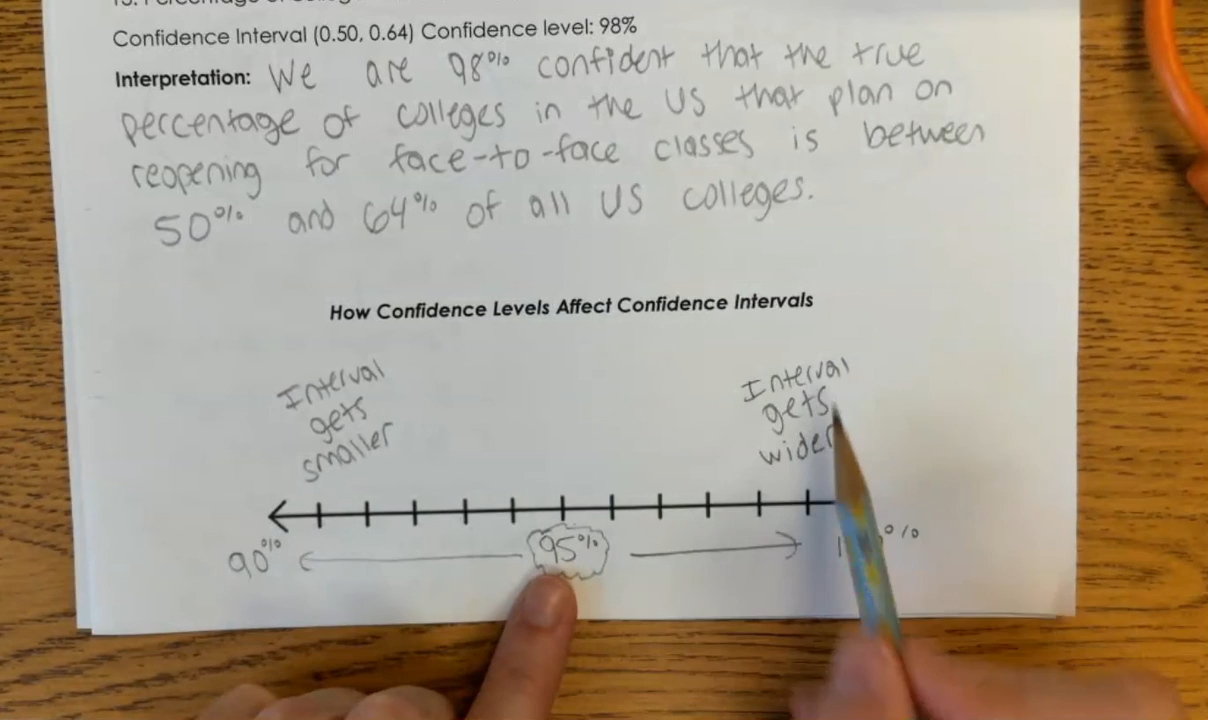 Confidence Interval (0.50, 0.64) Confidence level: 98%
Interpretation: We are 98% confident that the true
percentage of colleges in the US that plan on
reopening for face-to-face classes is between
50% and 64% of all US colleges.
How Confidence Levels Affect Confidence Intervals
Interval
gets
smaller
Interval
gets
wider
90%
95%